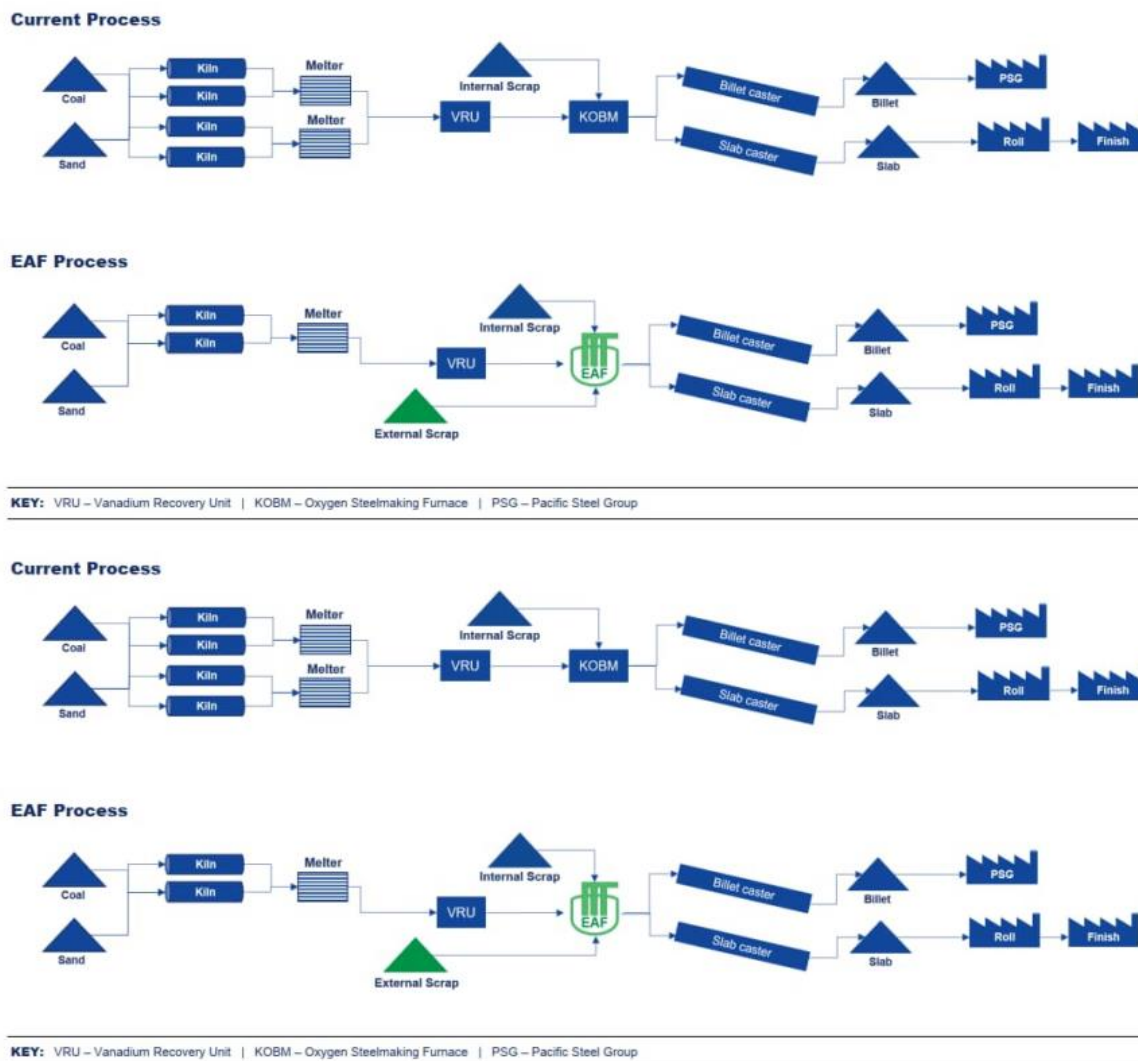 Current Process
Coal
Sand
Kiln
Kiln
Kiln
Kiln
Melter
Melter
VRU
Internal Scrap
KOBM
Billet caster
Slab caster
Billet
Slab
PSG
Roll
Finish
EAF Process
Coal
Sand
Kiln
Kiln
Melter
VRU
Internal Scrap
External Scrap
EAF
Billet caster
Slab caster
Billet
Slab
PSG
Roll
Finish
KEY: VRU – Vanadium Recovery Unit | KOBM – Oxygen Steelmaking Furnace | PSG – Pacific Steel Group
Current Process
Coal
Sand
Kiln
Kiln
Kiln
Kiln
Melter
Melter
VRU
Internal Scrap
KOBM
Billet caster
Slab caster
Billet
Slab
PSG
Roll
Finish
EAF Process
Coal
Sand
Kiln
Kiln
Melter
VRU
Internal Scrap
External Scrap
EAF
Billet caster
Slab caster
Billet
Slab
PSG
Roll
Finish
KEY: VRU – Vanadium Recovery Unit | KOBM – Oxygen Steelmaking Furnace | PSG – Pacific Steel Group